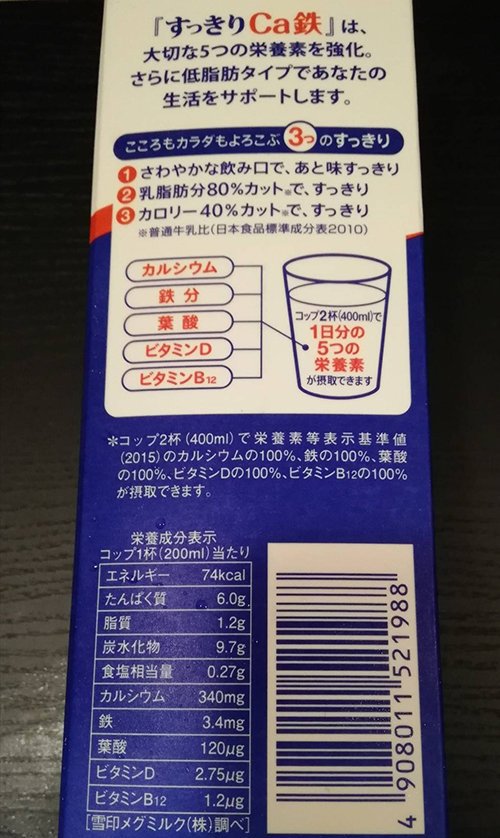 『すっきりCa鉄』は、
大切な5つの栄養素を強化。
さらに低脂肪タイプであなたの
生活をサポートします。
こころもカラダもよろこぶ3つのすっきり
1 さわやかな飲み口で、あと味すっきり
2 乳脂肪分80%カット※で、すっきり
3 カロリー40%カット※で、すっきり
※普通牛乳比(日本食品標準成分表2010)
カルシウム
鉄分
葉酸
ビタミンD
ビタミンB12
コップ2杯(400ml)で
1日分の
5つの
栄養素
が摂取できます
＊コップ2杯(400ml)で栄養素等表示基準値
(2015)のカルシウムの100%、鉄の100%、葉酸
の100%、ビタミンDの100%、ビタミンB12の100%
が摂取できます。
栄養成分表示
コップ1杯(200ml)当たり
エネルギー 74kcal
たんぱく質 6.0g
脂質 1.2g
炭水化物 9.7g
食塩相当量 0.27g
カルシウム 340mg
鉄 3.4mg
葉酸 120μg
ビタミンD 2.75μg
ビタミンB12 1.2μg
[雪印メグミルク(株)調べ]
4 908011 521988